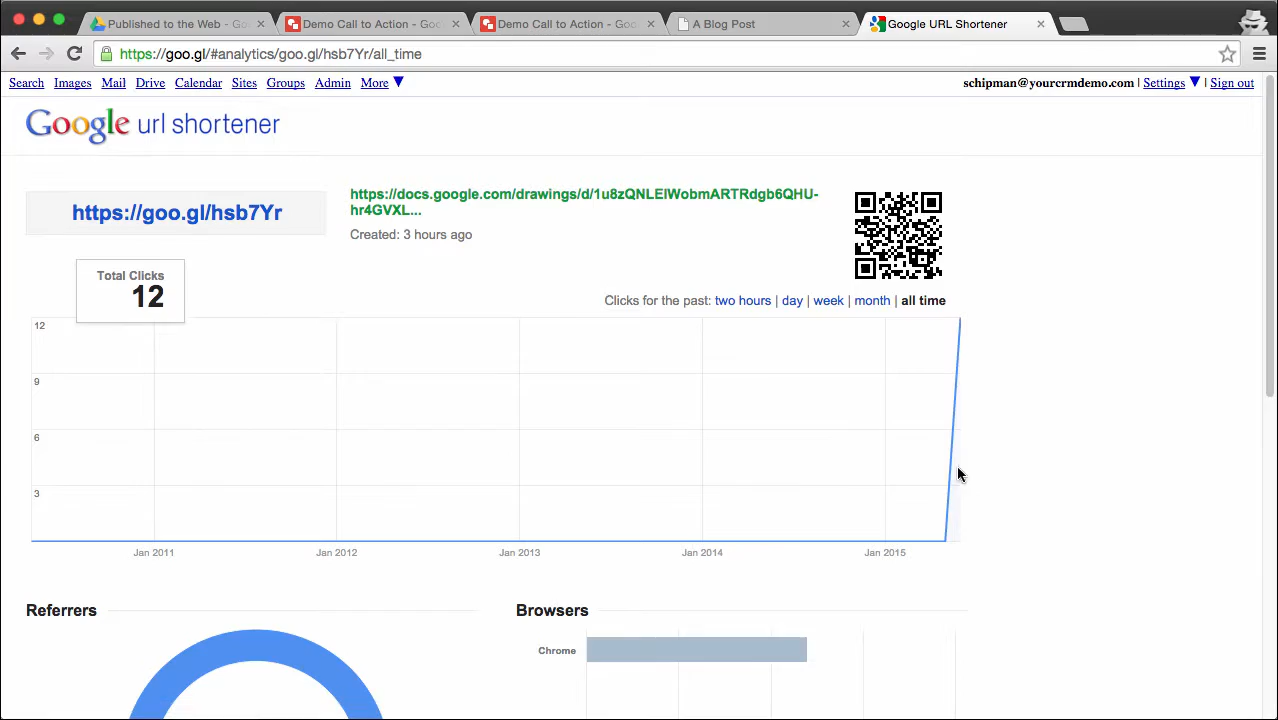 Published to the Web - Go
Demo Call to Action - Goo
Demo Call to Action - Goo
A Blog Post
Google URL Shortener
https://goo.gl/#analytics/goo.gl/hsb7Yr/all_time
Search Images Mail Drive Calendar Sites Groups Admin More
schipman@yourcrmdemo.com | Settings | Sign out
Google url shortener
https://goo.gl/hsb7Yr
https://docs.google.com/drawings/d/1u8zQNLElWobmARTRdgb6QHU-
hr4GVXL...
Created: 3 hours ago
Total Clicks
12
Clicks for the past: two hours | day | week | month | all time
12
9
6
3
Jan 2011 Jan 2012 Jan 2013 Jan 2014 Jan 2015
Referrers
Browsers
Chrome